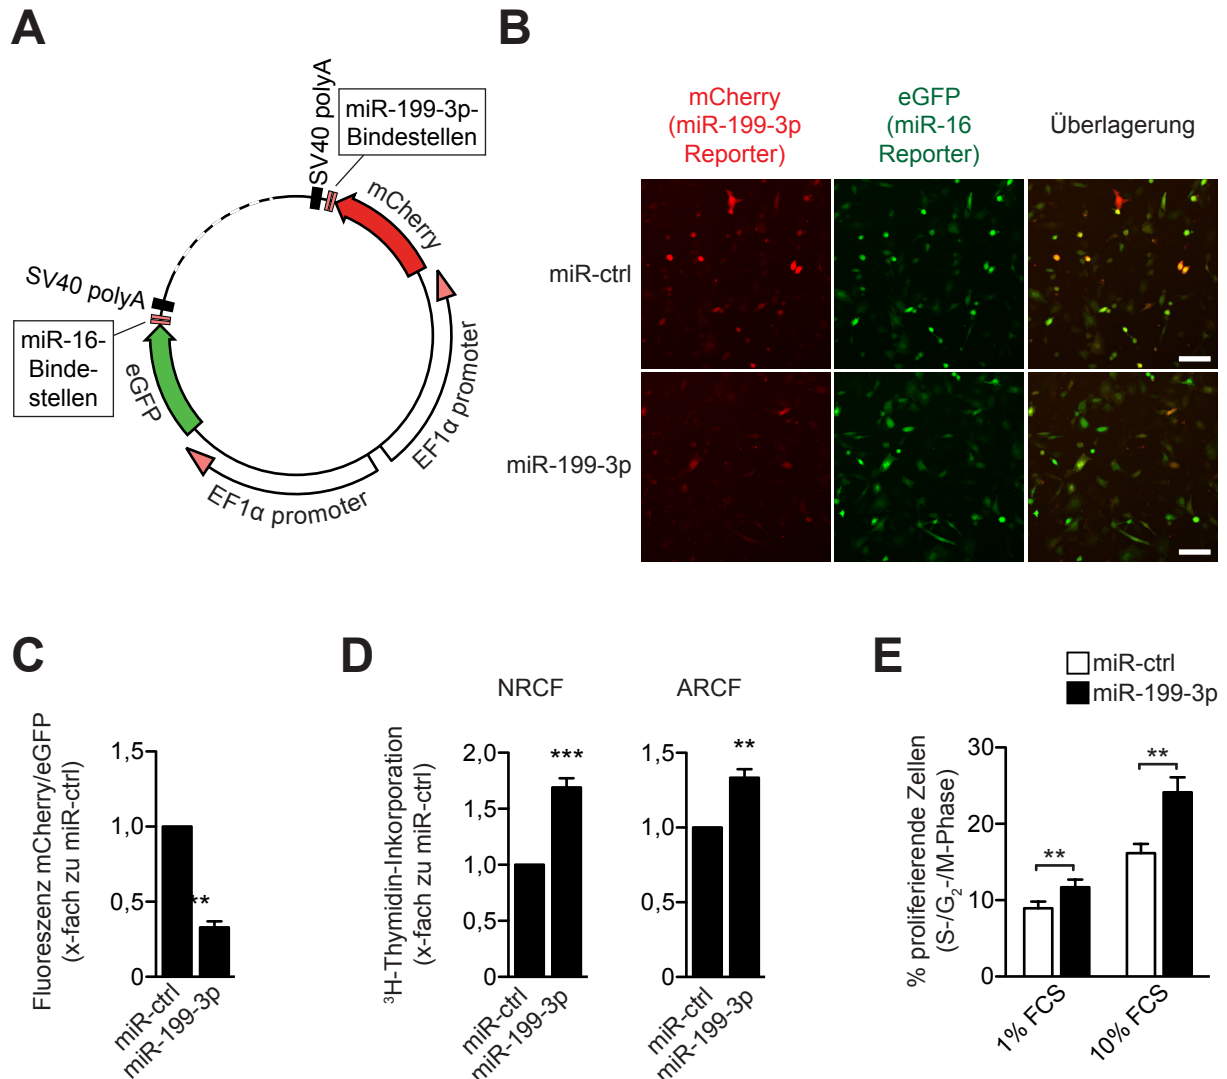 A
SV40 polyA
miR-199-3p-
Bindestellen
mCherry
SV40 polyA
miR-16-
Binde-
stellen
eGFP
EF1α promoter
EF1α promoter
B
mCherry
(miR-199-3p
Reporter)
eGFP
(miR-16
Reporter)
Überlagerung
miR-ctrl
miR-199-3p
C
Fluoreszenz mCherry/eGFP
(x-fach zu miR-ctrl)
1,5
1,0
0,5
0
**
miR-ctrl
miR-199-3p
D
³H-Thymidin-Inkorporation
(x-fach zu miR-ctrl)
NRCF
2,0
1,5
1,0
0,5
0
***
miR-ctrl
miR-199-3p
ARCF
1,5
1,0
0,5
0
**
miR-ctrl
miR-199-3p
E
miR-ctrl
miR-199-3p
% proliferierende Zellen
(S-/G₂-/M-Phase)
30
20
10
0
**
**
1% FCS
10% FCS